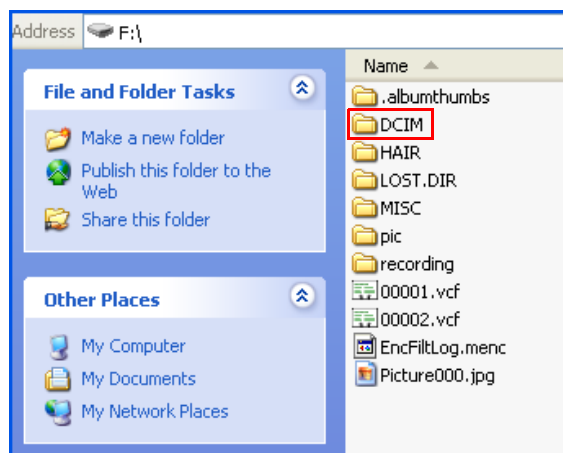 Address F:\
File and Folder Tasks
Make a new folder
Publish this folder to the
Web
Share this folder
Other Places
My Computer
My Documents
My Network Places
Name
.albumthumbs
DCIM
HAIR
LOST.DIR
MISC
pic
recording
00001.vcf
00002.vcf
EncFiltLog.menc
Picture000.jpg